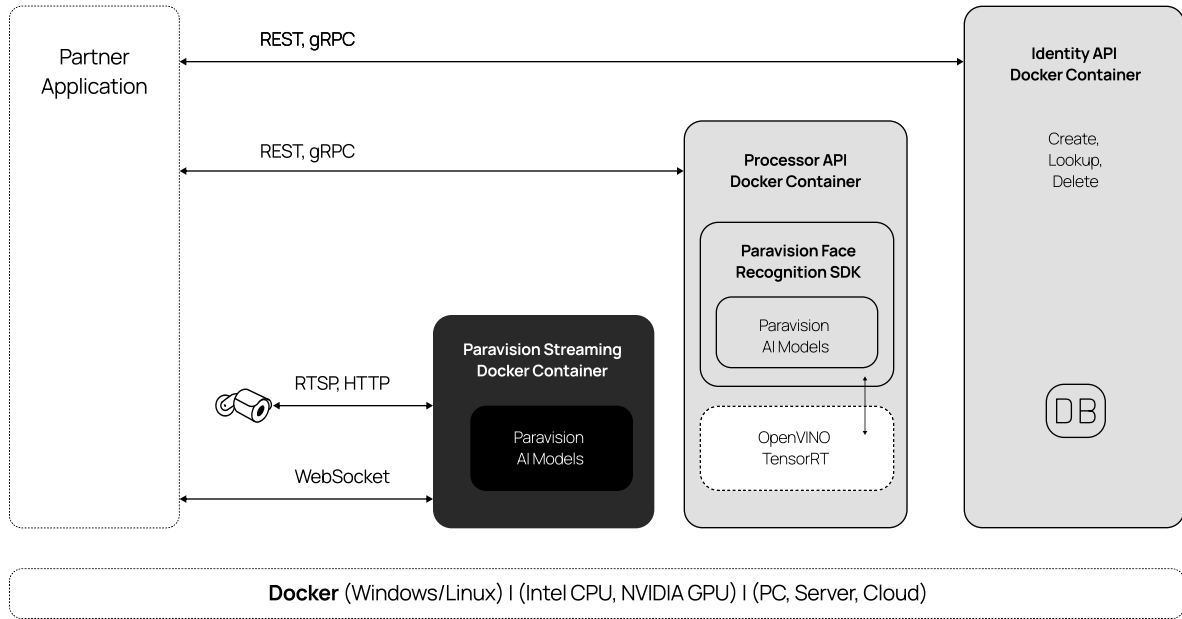 Partner
Application
REST, gRPC
Identity API
Docker Container
Create,
Lookup,
Delete
DB
REST, gRPC
Processor API
Docker Container
Paravision Face
Recognition SDK
Paravision
AI Models
OpenVINO
TensorRT
Paravision Streaming
Docker Container
Paravision
AI Models
RTSP, HTTP
WebSocket
Docker (Windows/Linux) | (Intel CPU, NVIDIA GPU) | (PC, Server, Cloud)